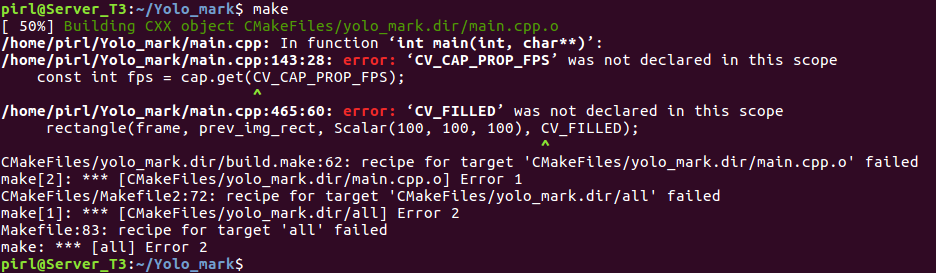 pirl@Server_T3:~/Yolo_mark$ make
[ 50%] Building CXX object CMakeFiles/yolo_mark.dir/main.cpp.o
/home/pirl/Yolo_mark/main.cpp: In function ‘int main(int, char**)’:
/home/pirl/Yolo_mark/main.cpp:143:28: error: ‘CV_CAP_PROP_FPS’ was not declared in this scope
    const int fps = cap.get(CV_CAP_PROP_FPS);
                            ^
/home/pirl/Yolo_mark/main.cpp:465:60: error: ‘CV_FILLED’ was not declared in this scope
     rectangle(frame, prev_img_rect, Scalar(100, 100, 100), CV_FILLED);
                                                            ^
CMakeFiles/yolo_mark.dir/build.make:62: recipe for target 'CMakeFiles/yolo_mark.dir/main.cpp.o' failed
make[2]: *** [CMakeFiles/yolo_mark.dir/main.cpp.o] Error 1
CMakeFiles/Makefile2:72: recipe for target 'CMakeFiles/yolo_mark.dir/all' failed
make[1]: *** [CMakeFiles/yolo_mark.dir/all] Error 2
Makefile:83: recipe for target 'all' failed
make: *** [all] Error 2
pirl@Server_T3:~/Yolo_mark$